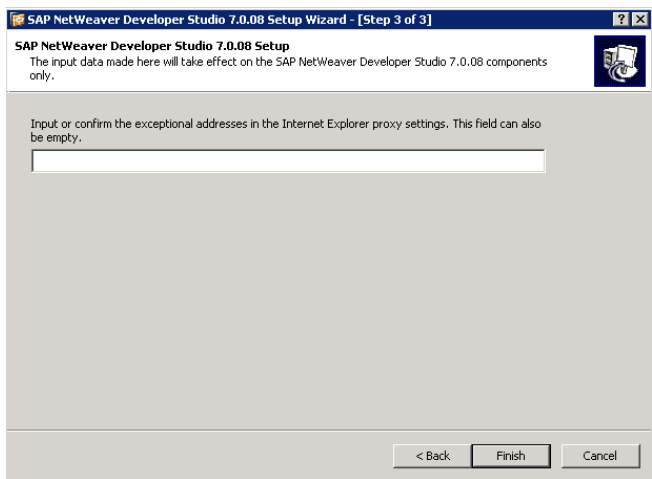 SAP NetWeaver Developer Studio 7.0.08 Setup Wizard - [Step 3 of 3]
SAP NetWeaver Developer Studio 7.0.08 Setup
The input data made here will take effect on the SAP NetWeaver Developer Studio 7.0.08 components
only.
Input or confirm the exceptional addresses in the Internet Explorer proxy settings. This field can also
be empty.
< Back Finish Cancel